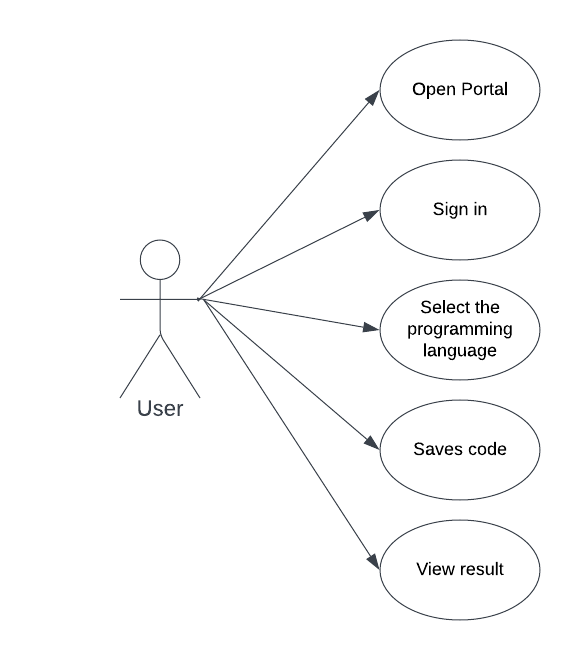 Open Portal
Sign in
Select the
programming
language
User
Saves code
View result